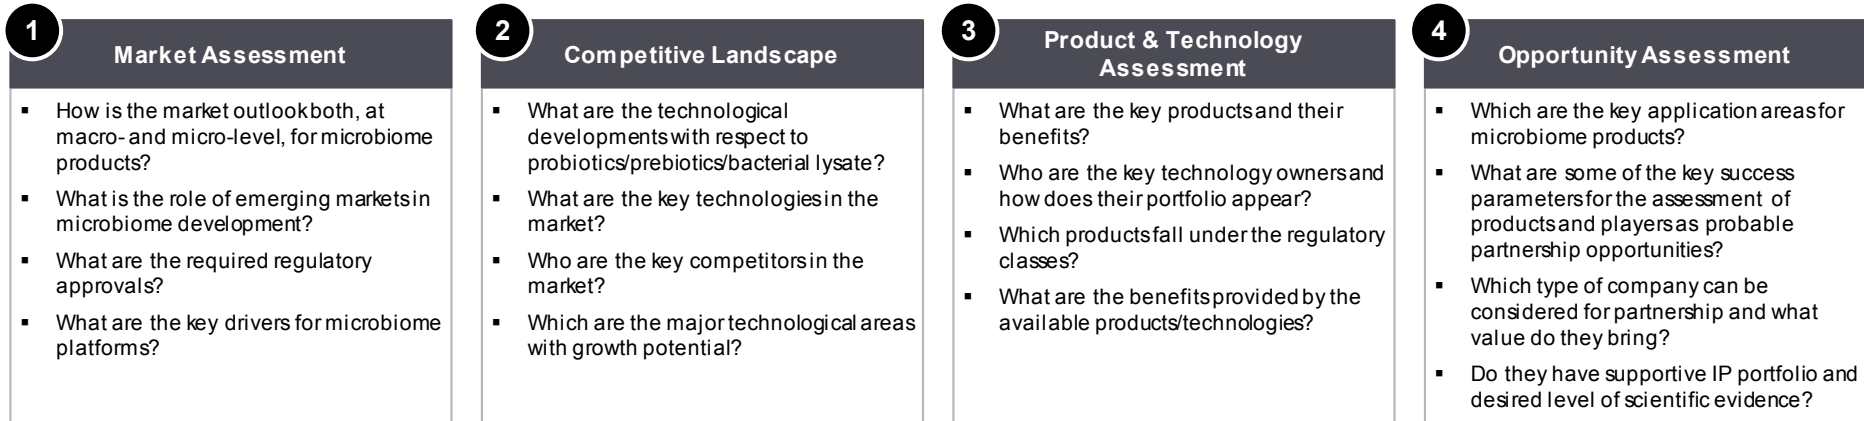 1
Market Assessment
▪ How is the market outlook both, at
macro- and micro-level, for microbiome
products?
▪ What is the role of emerging markets in
microbiome development?
▪ What are the required regulatory
approvals?
▪ What are the key drivers for microbiome
platforms?
2
Competitive Landscape
▪ What are the technological
developments with respect to
probiotics/prebiotics/bacterial lysate?
▪ What are the key technologies in the
market?
▪ Who are the key competitors in the
market?
▪ Which are the major technological areas
with growth potential?
3
Product & Technology
Assessment
▪ What are the key products and their
benefits?
▪ Who are the key technology owners and
how does their portfolio appear?
▪ Which products fall under the regulatory
classes?
▪ What are the benefits provided by the
available products/technologies?
4
Opportunity Assessment
▪ Which are the key application areas for
microbiome products?
▪ What are some of the key success
parameters for the assessment of
products and players as probable
partnership opportunities?
▪ Which type of company can be
considered for partnership and what
value do they bring?
▪ Do they have supportive IP portfolio and
desired level of scientific evidence?